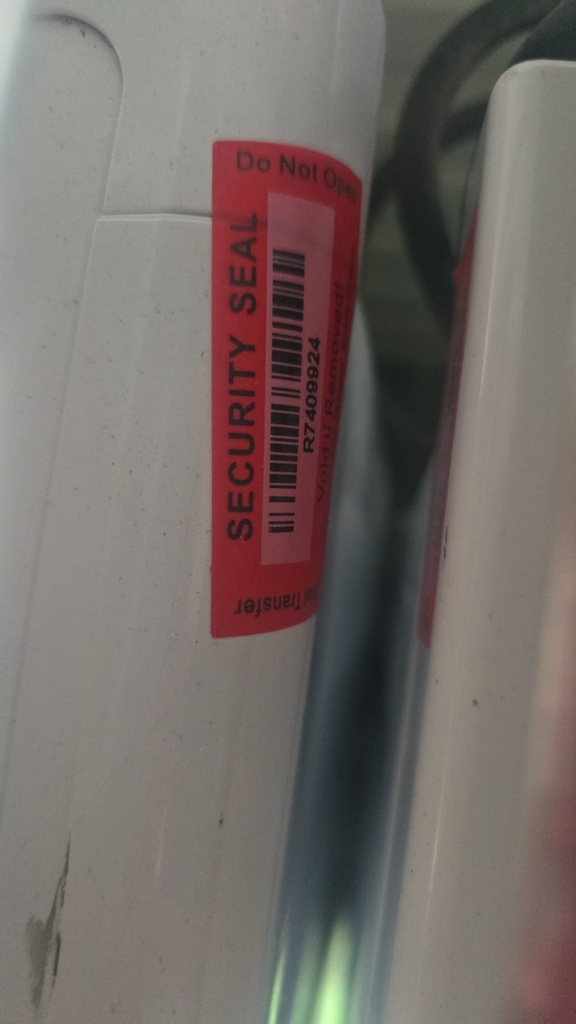 Do Not Open
SECURITY SEAL
R7409924
Void if Removed!
Transfer